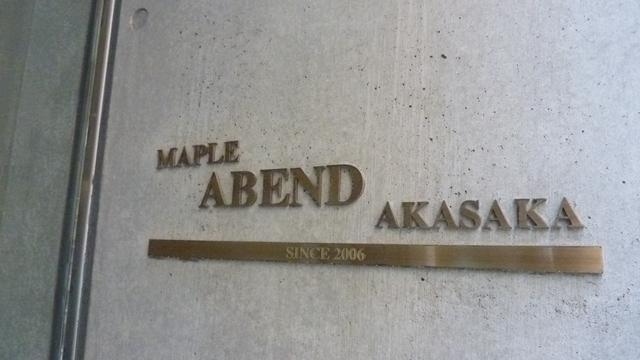 MAPLE
ABEND
AKASAKA
SINCE 2006